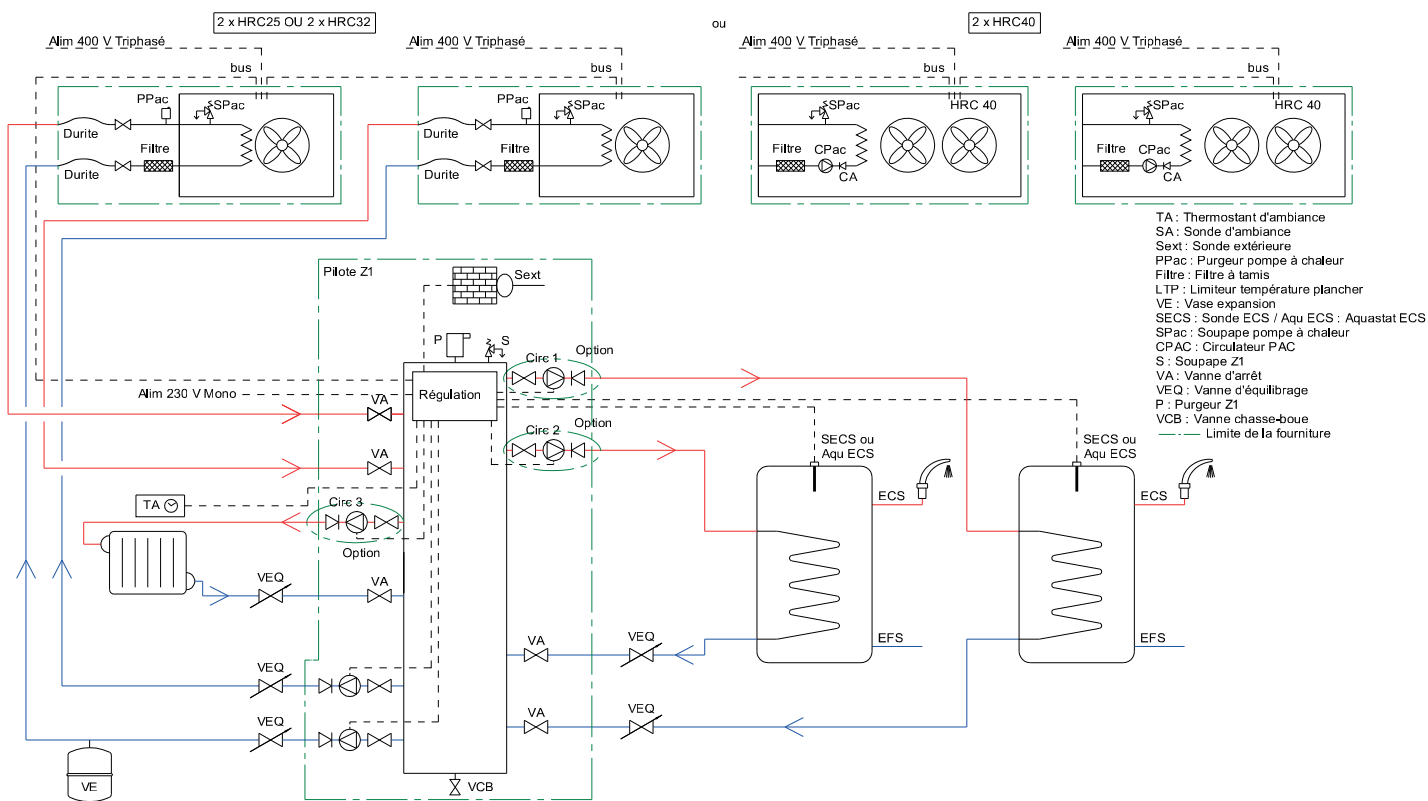 2 x HRC25 OU 2 x HRC32
ou
2 x HRC40
Alim 400 V Triphasé
Alim 400 V Triphasé
Alim 400 V Triphasé
Alim 400 V Triphasé
bus
bus
bus
bus
PPac
SPac
PPac
SPac
SPac
HRC 40
SPac
HRC 40
Durite
Durite
Filtre
CPac
Filtre
CPac
Filtre
Filtre
CA
CA
Durite
Durite
TA : Thermostant d'ambiance
SA : Sonde d'ambiance
Sext : Sonde extérieure
PPac : Purgeur pompe à chaleur
Filtre : Filtre à tamis
LTP : Limiteur température plancher
VE : Vase expansion
SECS : Sonde ECS / Aqu ECS : Aquastat ECS
SPac : Soupape pompe à chaleur
CPAC : Circulateur PAC
S : Soupape Z1
VA : Vanne d'arrêt
VEQ : Vanne d'équilibrage
P : Purgeur Z1
VCB : Vanne chasse-boue
Limite de la fourniture
Pilote Z1
Sext
P
S
Circ 1
Option
Alim 230 V Mono
VA
Régulation
Circ 2
Option
VA
SECS ou
Aqu ECS
SECS ou
Aqu ECS
TA
Circ 3
ECS
ECS
Option
VEQ
VA
VA
VEQ
EFS
EFS
VEQ
VEQ
VA
VEQ
VE
VCB